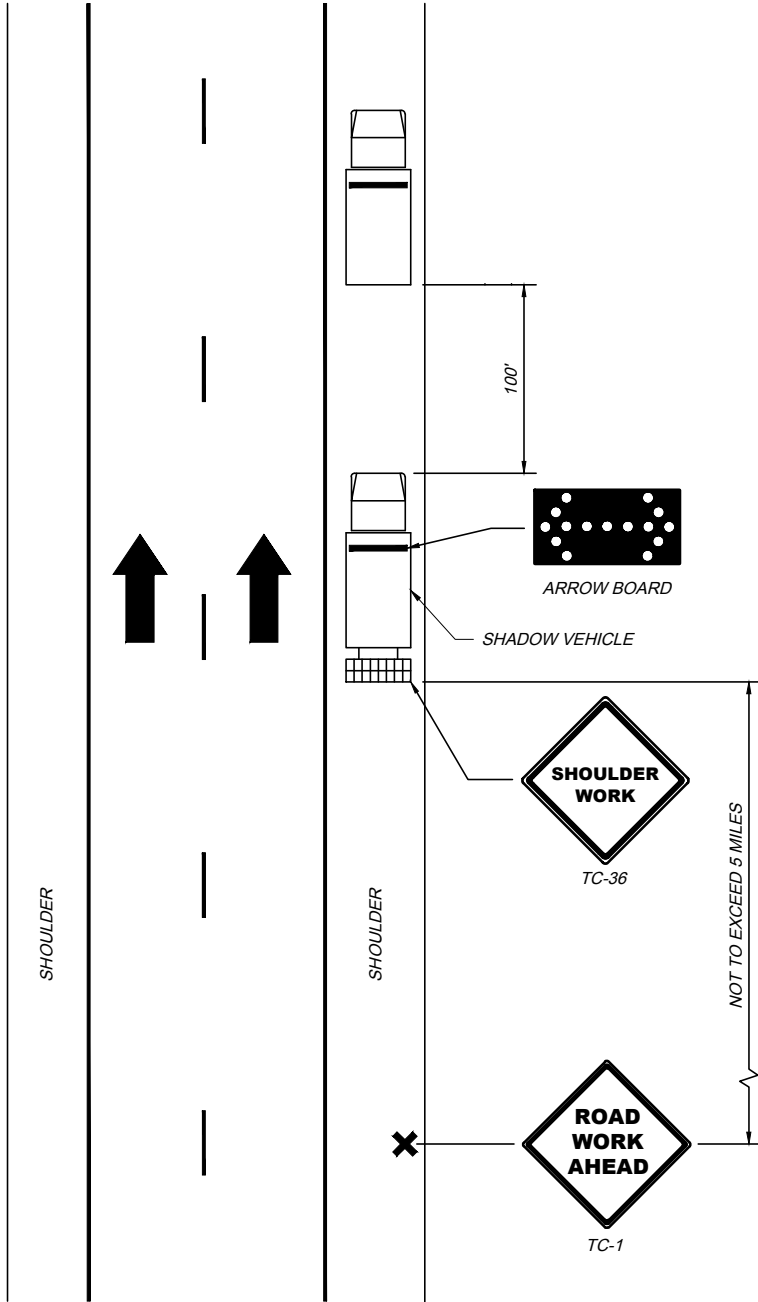 100'
ARROW BOARD
SHADOW VEHICLE
SHOULDER
WORK
TC-36
NOT TO EXCEED 5 MILES
SHOULDER
SHOULDER
ROAD
WORK
AHEAD
TC-1